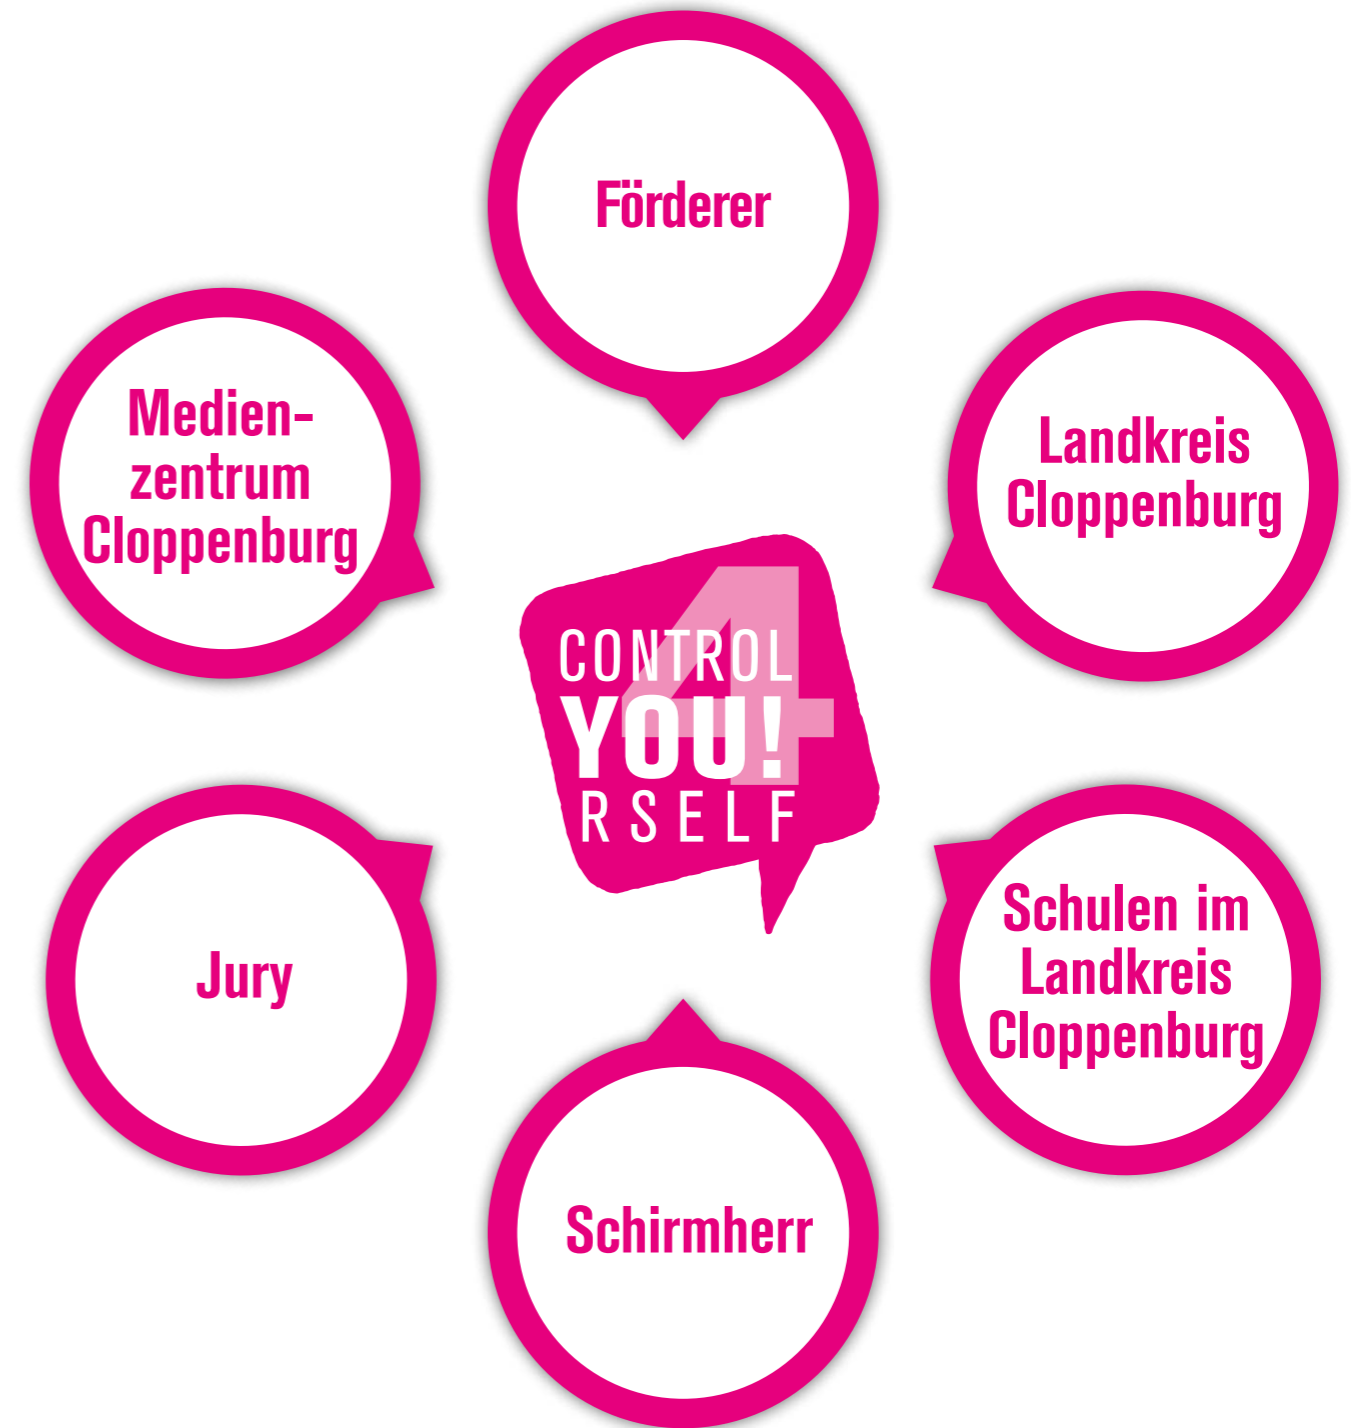 Förderer
Medien-
zentrum
Cloppenburg
Landkreis
Cloppenburg
4
CONTROL
YOU!
RSELF
Jury
Schulen im
Landkreis
Cloppenburg
Schirmherr